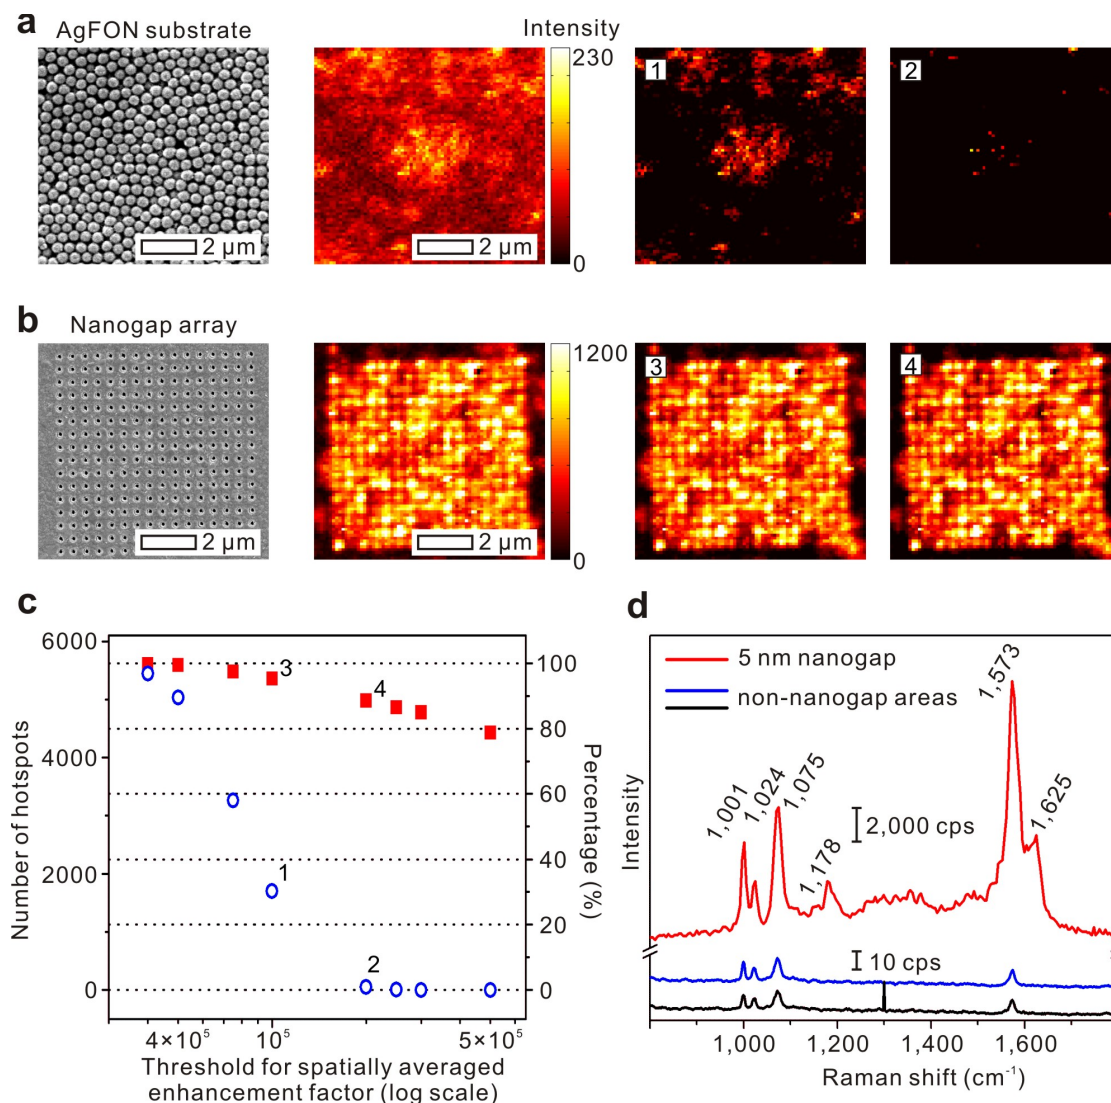 a
AgFON substrate
Intensity
230
0
1
2
2 μm
2 μm
b
Nanogap array
1200
0
3
4
2 μm
2 μm
c
6000
4000
2000
0
Number of hotspots
100
80
60
40
20
0
Percentage (%)
3
4
1
2
4×10⁵
10⁵
5×10⁵
Threshold for spatially averaged
enhancement factor (log scale)
d
5 nm nanogap
non-nanogap areas
1,001
1,024
1,075
1,178
1,573
1,625
2,000 cps
10 cps
Intensity
1,000
1,200
1,400
1,600
Raman shift (cm⁻¹)